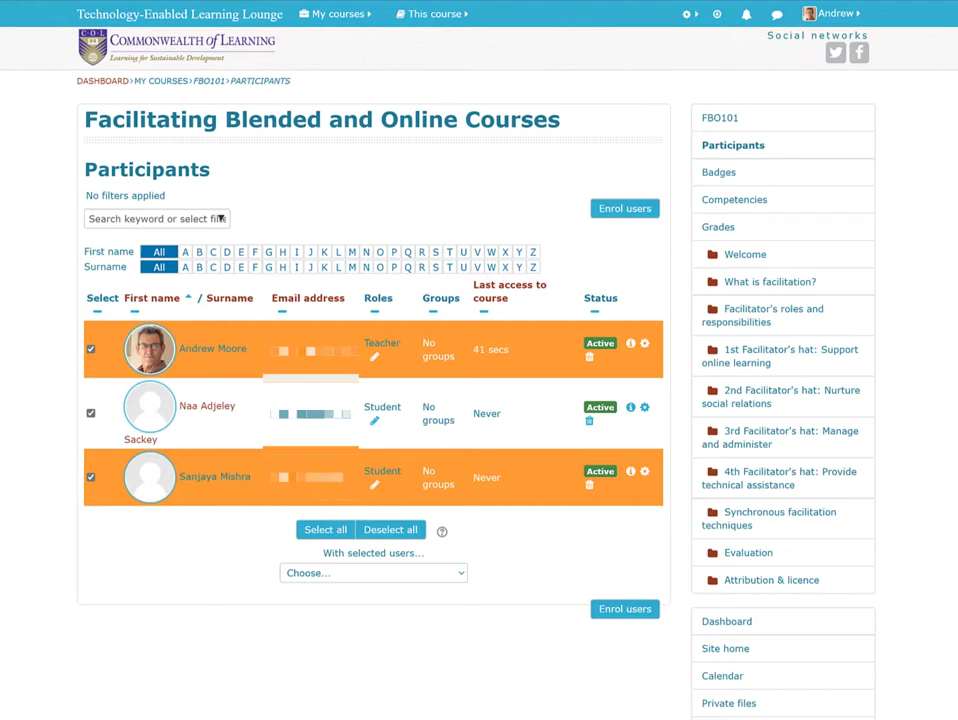 Technology-Enabled Learning Lounge My courses This course Andrew
Social networks
C·O·L
COMMONWEALTH of LEARNING
Learning for Sustainable Development
DASHBOARD › MY COURSES › FBO101 › PARTICIPANTS
Facilitating Blended and Online Courses
Participants
No filters applied
Search keyword or select filte
Enrol users
First name All A B C D E F G H I J K L M N O P Q R S T U V W X Y Z
Surname All A B C D E F G H I J K L M N O P Q R S T U V W X Y Z
Select First name / Surname Email address Roles Groups Last access to course Status
Andrew Moore Teacher No groups 41 secs Active
Naa Adjeley Sackey Student No groups Never Active
Sanjaya Mishra Student No groups Never Active
Select all Deselect all
With selected users...
Choose...
Enrol users
FBO101
Participants
Badges
Competencies
Grades
Welcome
What is facilitation?
Facilitator's roles and
responsibilities
1st Facilitator's hat: Support
online learning
2nd Facilitator's hat: Nurture
social relations
3rd Facilitator's hat: Manage
and administer
4th Facilitator's hat: Provide
technical assistance
Synchronous facilitation
techniques
Evaluation
Attribution & licence
Dashboard
Site home
Calendar
Private files